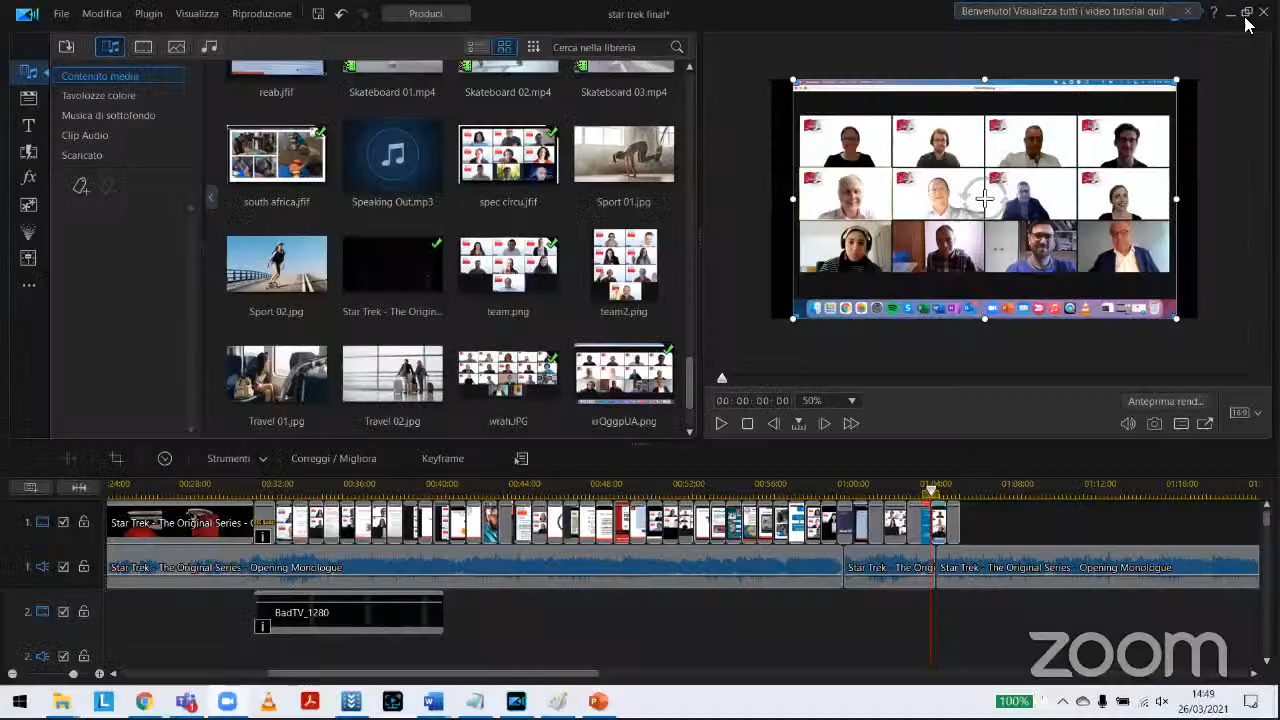 File Modifica Plugin Visualizza Riproduzione Produci star trek final* Benvenuto! Visualizza tutti i video tutorial qui!
Cerca nella libreria
Contenuto media
Tavolozze colore
Musica di sottofondo
Clip Audio
Scaricato
reab.jfif Skateboard 01.mp4 Skateboard 02.mp4 Skateboard 03.mp4
outh africa.jfif Speaking Out.mp3 spec circu.jfif Sport 01.jpg
Sport 02.jpg Star Trek - The Origin... team.png team2.png
Travel 01.jpg Travel 02.jpg wrah.JPG
00:00:00:00 50% Anteprima rend...
16:9
Strumenti Correggi / Migliora Keyframe
:24:00 00:28:00 00:32:00 00:36:00 00:40:00 00:44:00 00:48:00 00:52:00 00:56:00 01:00:00 01:04:00 01:08:00 01:12:00 01:16:00 01:
1. Star Trek - The Original Series -
1. Star Trek - The Original Series - Opening Monologue Star Trek - The Orig Star Trek - The Original Series - Opening Monologue
2. BadTV_1280
2.
zoom
100% 14:49
26/03/2021